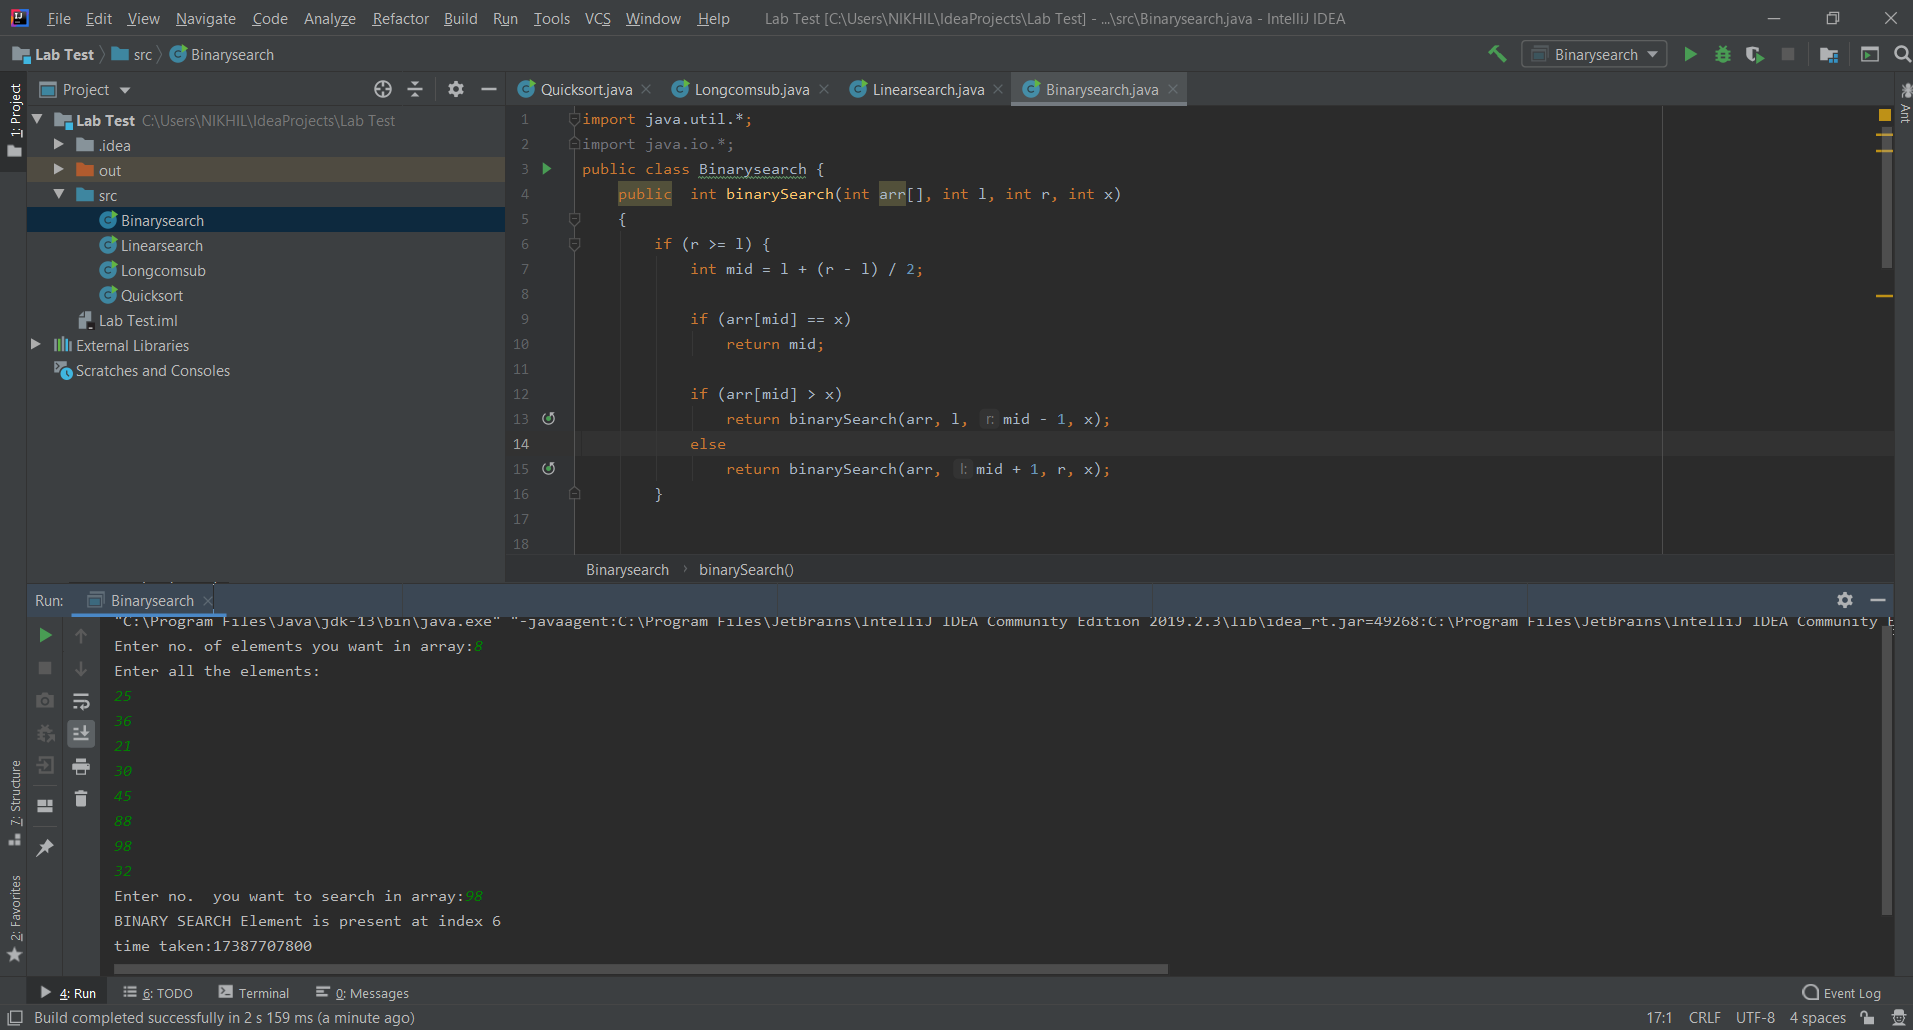 File Edit View Navigate Code Analyze Refactor Build Run Tools VCS Window Help Lab Test [C:\Users\NIKHIL\IdeaProjects\Lab Test] - ...\src\Binarysearch.java - IntelliJ IDEA
Lab Test src Binarysearch Binarysearch
1: Project
Project
Quicksort.java Longcomsub.java Linearsearch.java Binarysearch.java
Ant
Lab Test C:\Users\NIKHIL\IdeaProjects\Lab Test
.idea
out
src
Binarysearch
Linearsearch
Longcomsub
Quicksort
Lab Test.iml
External Libraries
Scratches and Consoles
1 import java.util.*;
2 import java.io.*;
3 public class Binarysearch {
4 public  int binarySearch(int arr[], int l, int r, int x)
5 {
6 if (r >= l) {
7 int mid = l + (r - l) / 2;
8
9 if (arr[mid] == x)
10 return mid;
11
12 if (arr[mid] > x)
13 return binarySearch(arr, l, r: mid - 1, x);
14 else
15 return binarySearch(arr, l: mid + 1, r, x);
16 }
17
18
Binarysearch binarySearch()
Run: Binarysearch
"C:\Program Files\Java\jdk-13\bin\java.exe" "-javaagent:C:\Program Files\JetBrains\IntelliJ IDEA Community Edition 2019.2.3\lib\idea_rt.jar=49268:C:\Program Files\JetBrains\IntelliJ IDEA Community E
Enter no. of elements you want in array:8
Enter all the elements:
25
36
21
30
45
88
98
32
Enter no.  you want to search in array:98
BINARY SEARCH Element is present at index 6
time taken:17387707800
7: Structure
2: Favorites
4: Run 6: TODO Terminal 0: Messages Event Log
Build completed successfully in 2 s 159 ms (a minute ago) 17:1 CRLF UTF-8 4 spaces